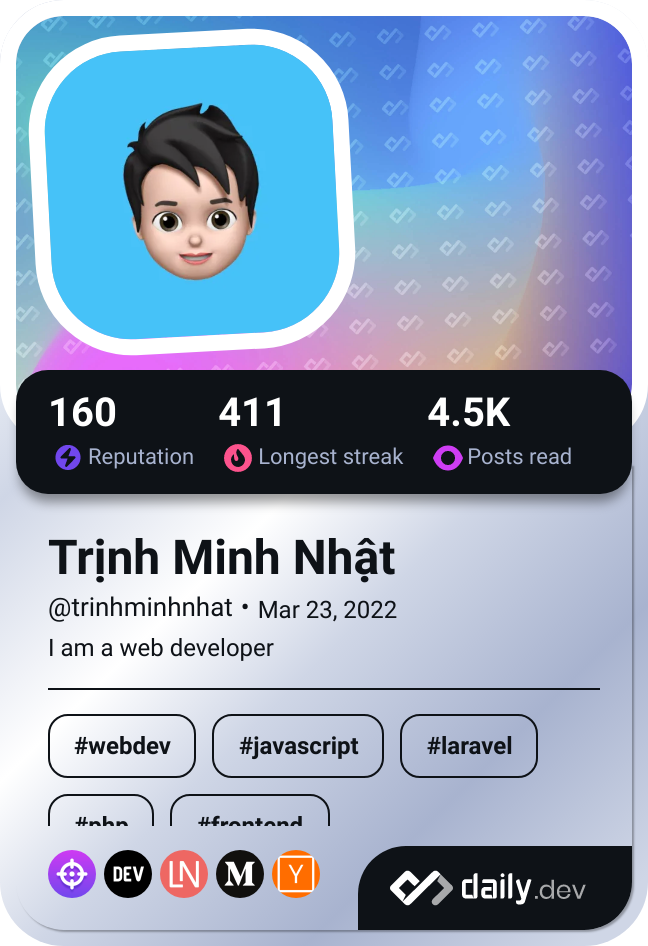 160 411 4.5K
Reputation Longest streak Posts read
Trịnh Minh Nhật
@trinhminhnhat • Mar 23, 2022
I am a web developer
#webdev #javascript #laravel
#php #frontend
DEV LN M Y
daily.dev